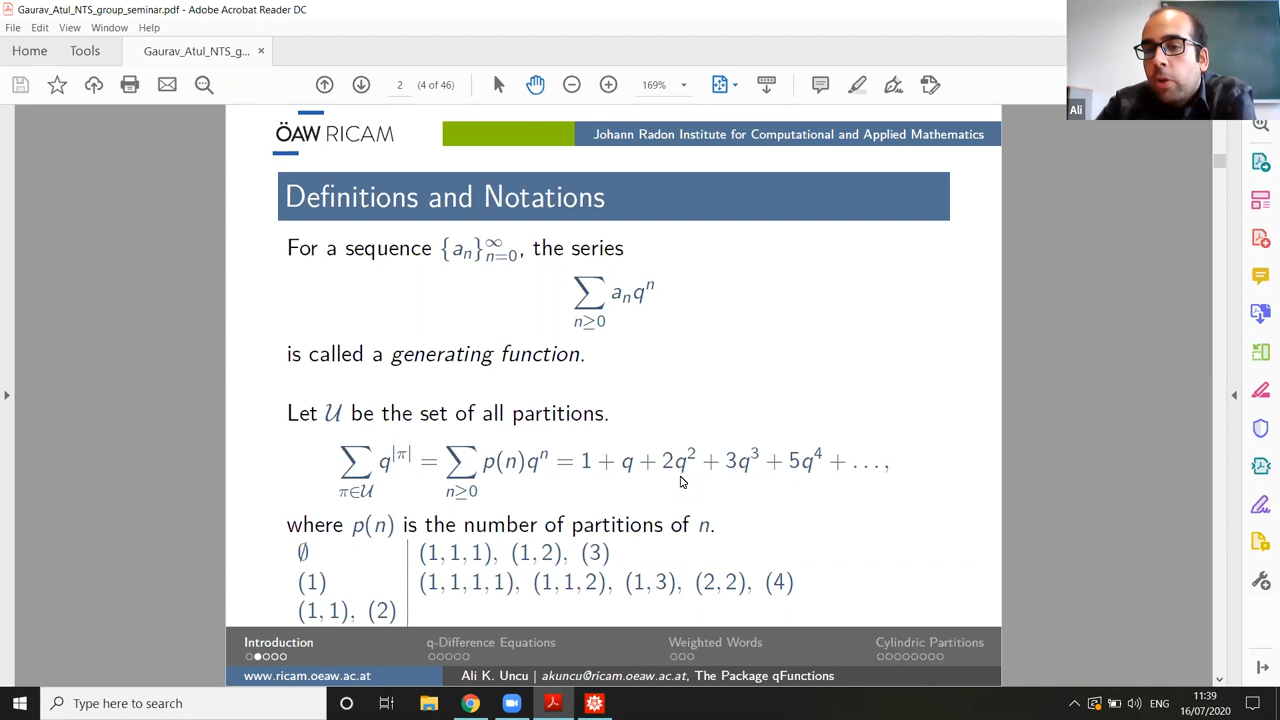 Gaurav_Atul_NTS_group_seminar.pdf - Adobe Acrobat Reader DC
File Edit View Window Help
Home Tools Gaurav_Atul_NTS_g... ×
2 (4 of 46) 169%
Ali
ÖAW RICAM Johann Radon Institute for Computational and Applied Mathematics
Definitions and Notations
For a sequence {a_n}_{n=0}^∞, the series
∑_{n≥0} a_n q^n
is called a generating function.
Let 𝒰 be the set of all partitions.
∑_{π∈𝒰} q^{|π|} = ∑_{n≥0} p(n)q^n = 1 + q + 2q^2 + 3q^3 + 5q^4 + …,
where p(n) is the number of partitions of n.
∅ (1, 1, 1), (1, 2), (3)
(1) (1, 1, 1, 1), (1, 1, 2), (1, 3), (2, 2), (4)
(1, 1), (2)
Introduction q-Difference Equations Weighted Words Cylindric Partitions
www.ricam.oeaw.ac.at Ali K. Uncu | akuncu@ricam.oeaw.ac.at, The Package qFunctions
Type here to search ENG 11:39
16/07/2020